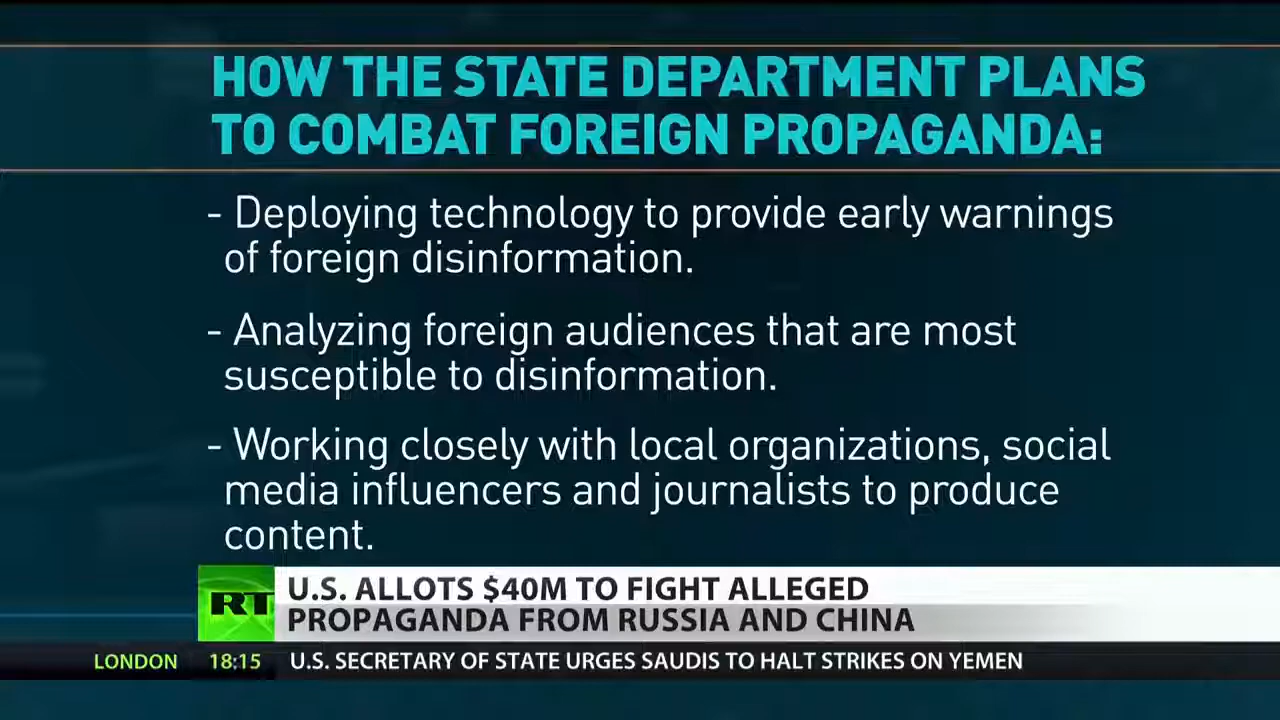 HOW THE STATE DEPARTMENT PLANS
TO COMBAT FOREIGN PROPAGANDA:
- Deploying technology to provide early warnings
of foreign disinformation.
- Analyzing foreign audiences that are most
susceptible to disinformation.
- Working closely with local organizations, social
media influencers and journalists to produce
content.
RT
U.S. ALLOTS $40M TO FIGHT ALLEGED
PROPAGANDA FROM RUSSIA AND CHINA
LONDON 18:15 U.S. SECRETARY OF STATE URGES SAUDIS TO HALT STRIKES ON YEMEN